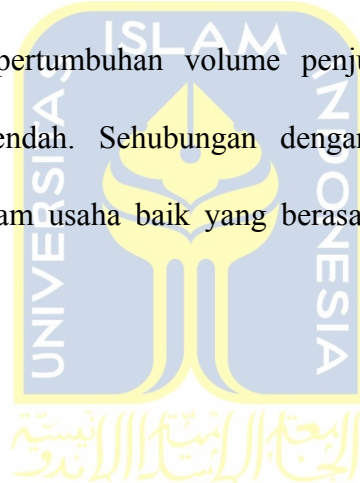 ISLAM
pertumbuhan volume penju
endah. Sehubungan dengan
am usaha baik yang berasa
UNIVERSITAS
INDONESIA